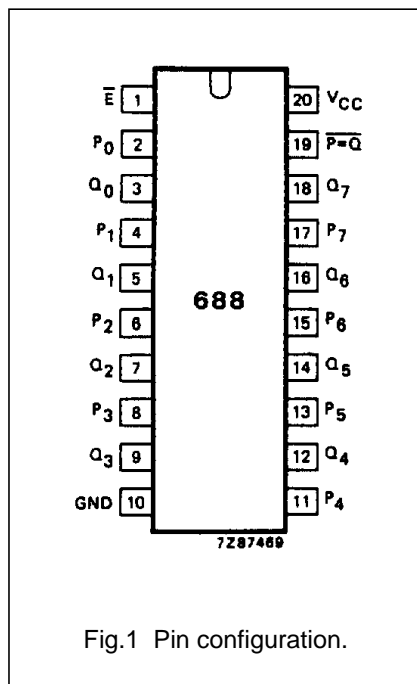 E̅ 1 20 VCC
P0 2 19 P̅=̅Q̅
Q0 3 18 Q7
P1 4 17 P7
Q1 5 16 Q6
688
P2 6 15 P6
Q2 7 14 Q5
P3 8 13 P5
Q3 9 12 Q4
GND 10 11 P4
7Z87469
Fig.1 Pin configuration.